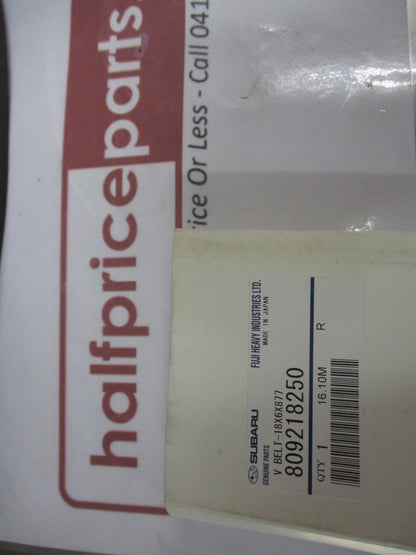 halfpriceparts.
rice Or Less - Call 041
SUBARU
GENUINE PARTS
FUJI HEAVY INDUSTRIES LTD.
MADE IN JAPAN
V BELT-18X6X877
809218250
QTY 1 16.10M R